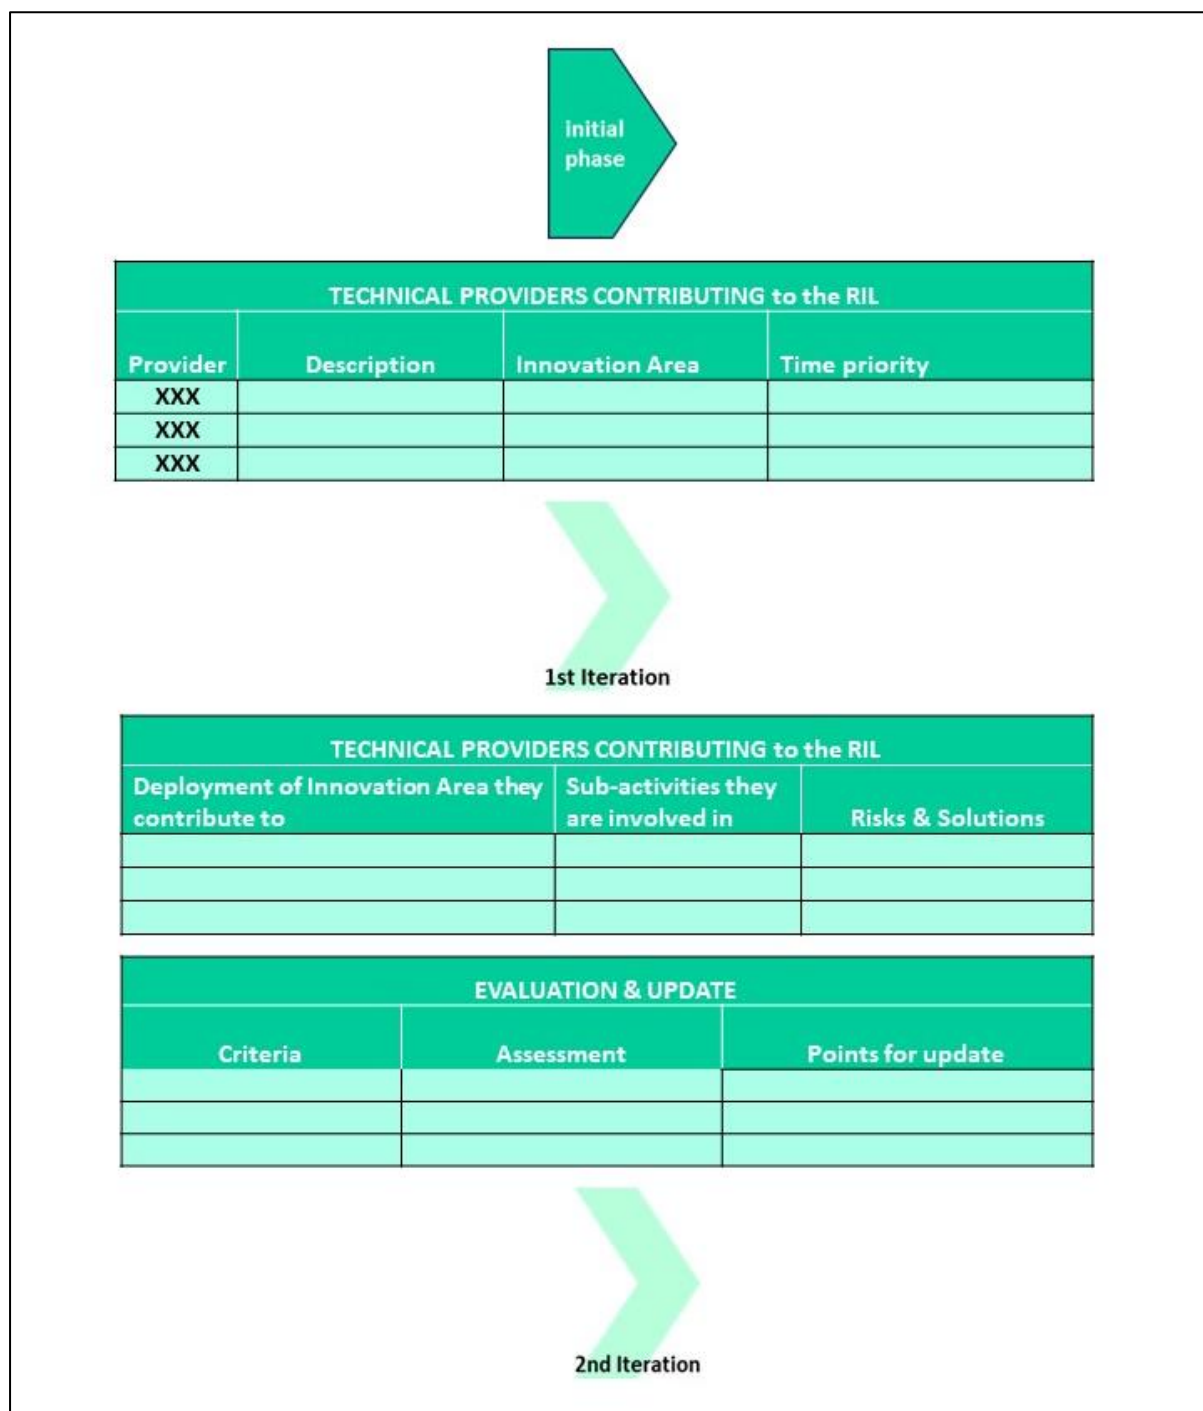 initial
phase
TECHNICAL PROVIDERS CONTRIBUTING to the RIL
Provider Description Innovation Area Time priority
XXX
XXX
XXX
1st Iteration
TECHNICAL PROVIDERS CONTRIBUTING to the RIL
Deployment of Innovation Area they Sub-activities they
contribute to are involved in Risks & Solutions
EVALUATION & UPDATE
Criteria Assessment Points for update
2nd Iteration